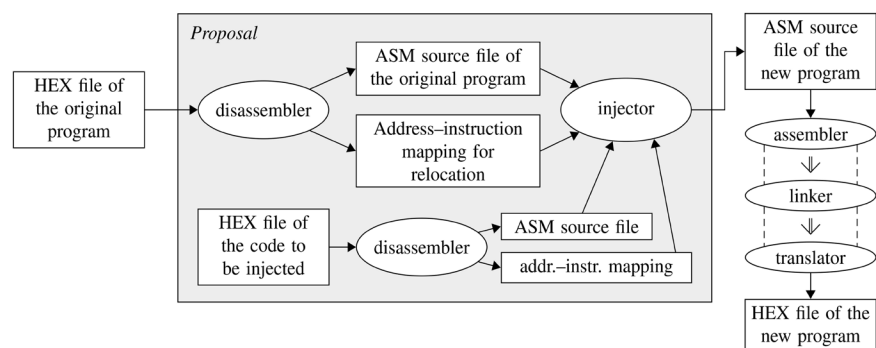 Proposal
HEX file of
the original
program
disassembler
ASM source file of
the original program
Address–instruction
mapping for
relocation
injector
HEX file of
the code to
be injected
disassembler
ASM source file
addr.–instr. mapping
ASM source
file of the
new program
assembler
linker
translator
HEX file of the
new program